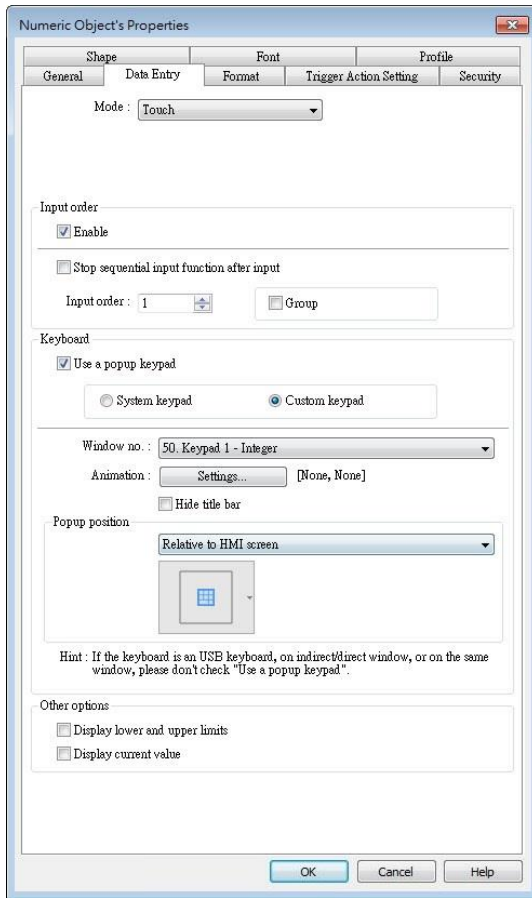 Numeric Object's Properties
Shape Font Profile
General Data Entry Format Trigger Action Setting Security
Mode : Touch
Input order
Enable
Stop sequential input function after input
Input order : 1 Group
Keyboard
Use a popup keypad
System keypad Custom keypad
Window no. : 50. Keypad 1 - Integer
Animation : Settings... [None, None]
Hide title bar
Popup position
Relative to HMI screen
Hint : If the keyboard is an USB keyboard, on indirect/direct window, or on the same
window, please don't check "Use a popup keypad".
Other options
Display lower and upper limits
Display current value
OK Cancel Help